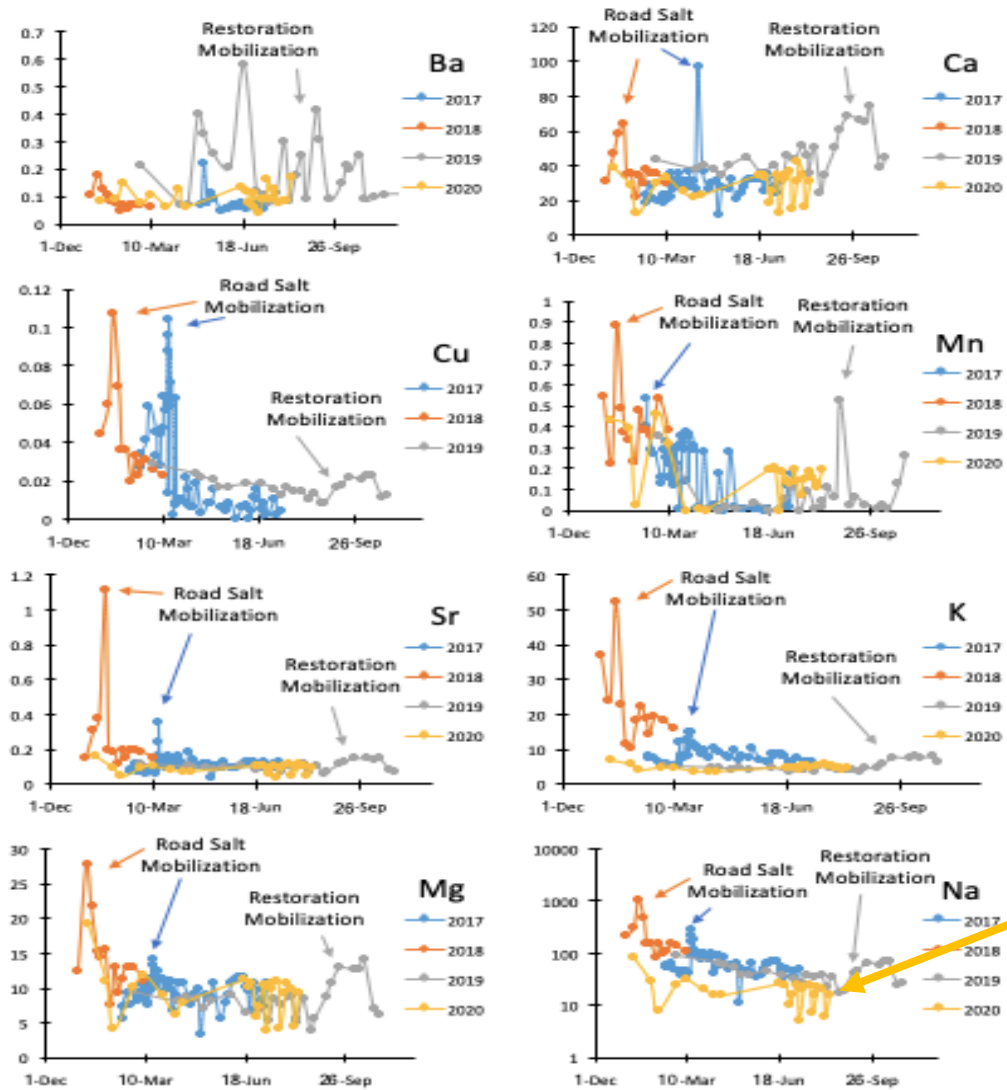 Restoration
Mobilization
Ba
2017
2018
2019
2020
0.7
0.6
0.5
0.4
0.3
0.2
0.1
0
1-Dec 10-Mar 18-Jun 26-Sep
Road Salt
Mobilization
Restoration
Mobilization
Ca
2017
2018
2019
2020
120
100
80
60
40
20
0
1-Dec 10-Mar 18-Jun 26-Sep
Road Salt
Mobilization
Cu
Restoration
Mobilization
2017
2018
2019
0.12
0.1
0.08
0.06
0.04
0.02
0
1-Dec 10-Mar 18-Jun 26-Sep
Road Salt
Mobilization
Restoration
Mobilization
Mn
2017
2018
2019
2020
1
0.9
0.8
0.7
0.6
0.5
0.4
0.3
0.2
0.1
0
1-Dec 10-Mar 18-Jun 26-Sep
Road Salt
Mobilization
Sr
Restoration
Mobilization
2017
2018
2019
2020
1.2
1
0.8
0.6
0.4
0.2
0
1-Dec 10-Mar 18-Jun 26-Sep
Road Salt
Mobilization
K
Restoration
Mobilization
2017
2018
2019
2020
60
50
40
30
20
10
0
1-Dec 10-Mar 18-Jun 26-Sep
Road Salt
Mobilization
Mg
Restoration
Mobilization
2017
2018
2019
2020
30
25
20
15
10
5
0
1-Dec 10-Mar 18-Jun 26-Sep
Road Salt
Mobilization
Restoration
Mobilization
Na
2017
2018
2019
2020
10000
1000
100
10
1
1-Dec 10-Mar 18-Jun 26-Sep